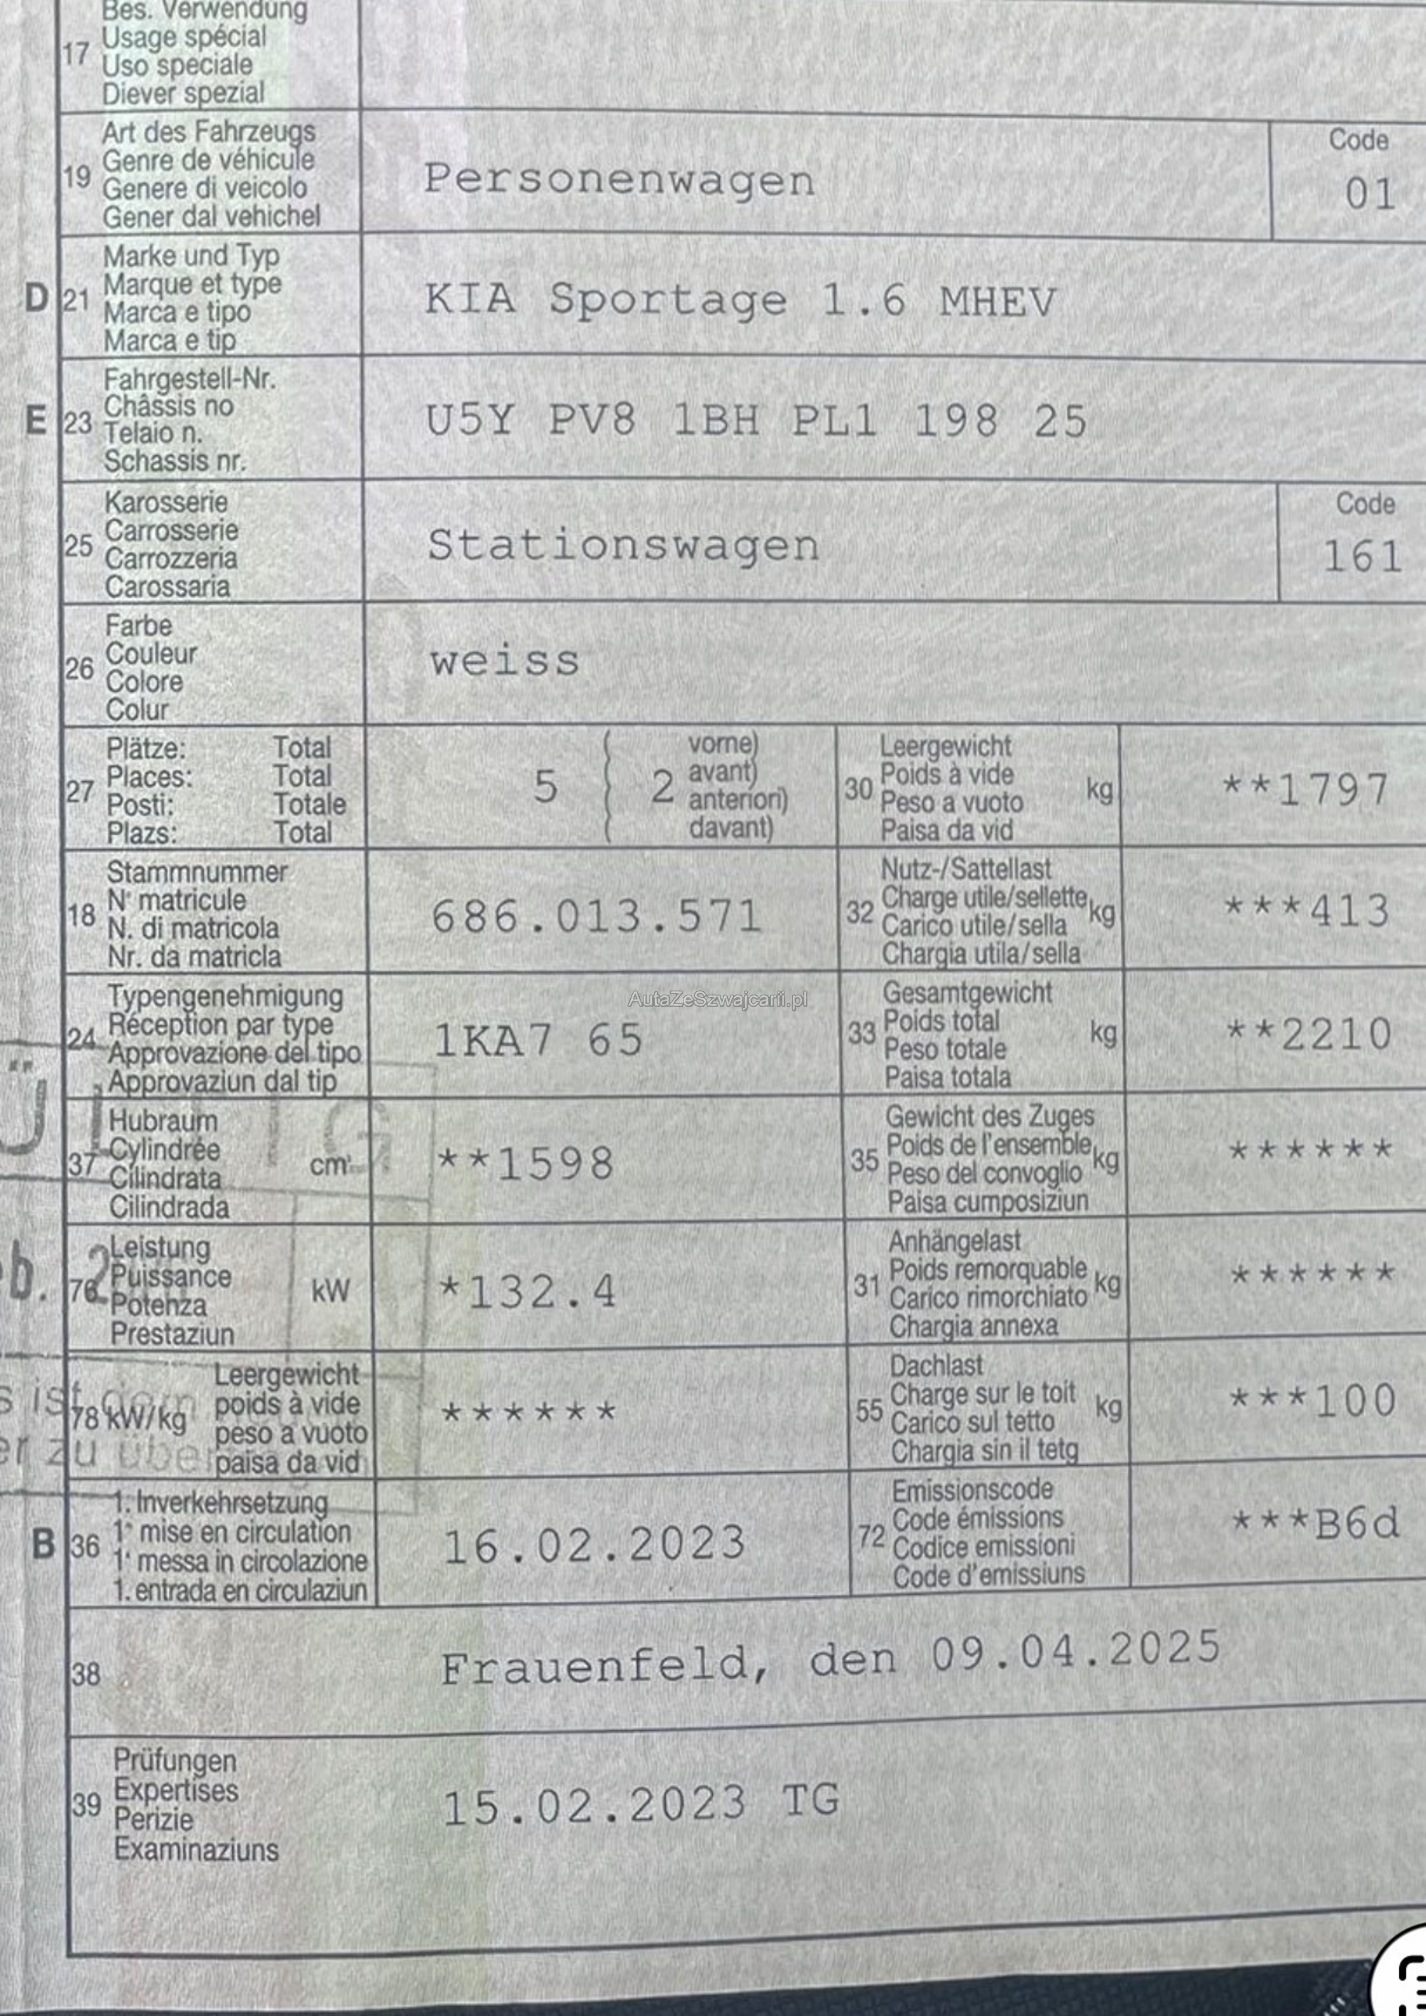 Bes. Verwendung
17 Usage spécial
Uso speciale
Diever spezial
Art des Fahrzeugs
19 Genre de véhicule
Genere di veicolo
Gener dal vehichel
Personenwagen
Code
01
Marke und Typ
D 21 Marque et type
Marca e tipo
Marca e tip
KIA Sportage 1.6 MHEV
Fahrgestell-Nr.
E 23 Châssis no
Telaio n.
Schassis nr.
U5Y PV8 1BH PL1 198 25
Karosserie
25 Carrosserie
Carrozzeria
Carossaria
Stationswagen
Code
161
Farbe
26 Couleur
Colore
Colur
weiss
Plätze: Total
27 Places: Total
Posti: Totale
Plazs: Total
5 2
vorne)
avant)
anteriori)
davant)
Leergewicht
30 Poids à vide kg
Peso a vuoto
Paisa da vid
**1797
Stammnummer
18 N° matricule
N. di matricola
Nr. da matricla
686.013.571
Nutz-/Sattellast
32 Charge utile/sellette kg
Carico utile/sella
Chargia utila/sella
***413
Typengenehmigung
24 Réception par type
Approvazione del tipo
Approvaziun dal tip
1KA7 65
AutaZeSzwajcarii.pl
Gesamtgewicht
33 Poids total kg
Peso totale
Paisa totala
**2210
Hubraum
37 Cylindrée cm³
Cilindrata
Cilindrada
**1598
Gewicht des Zuges
35 Poids de l'ensemble kg
Peso del convoglio
Paisa cumposiziun
******
Leistung
76 Puissance kW
Potenza
Prestaziun
*132.4
Anhängelast
31 Poids remorquable kg
Carico rimorchiato
Chargia annexa
******
78 kW/kg
Leergewicht
poids à vide
peso a vuoto
paisa da vid
******
Dachlast
55 Charge sur le toit kg
Carico sul tetto
Chargia sin il tetg
***100
1. Inverkehrsetzung
B 36 1ᵉ mise en circulation
1ᵃ messa in circolazione
1. entrada en circulaziun
16.02.2023
Emissionscode
72 Code émissions
Codice emissioni
Code d'emissiuns
***B6d
38 Frauenfeld, den 09.04.2025
Prüfungen
39 Expertises
Perizie
Examinaziuns
15.02.2023 TG